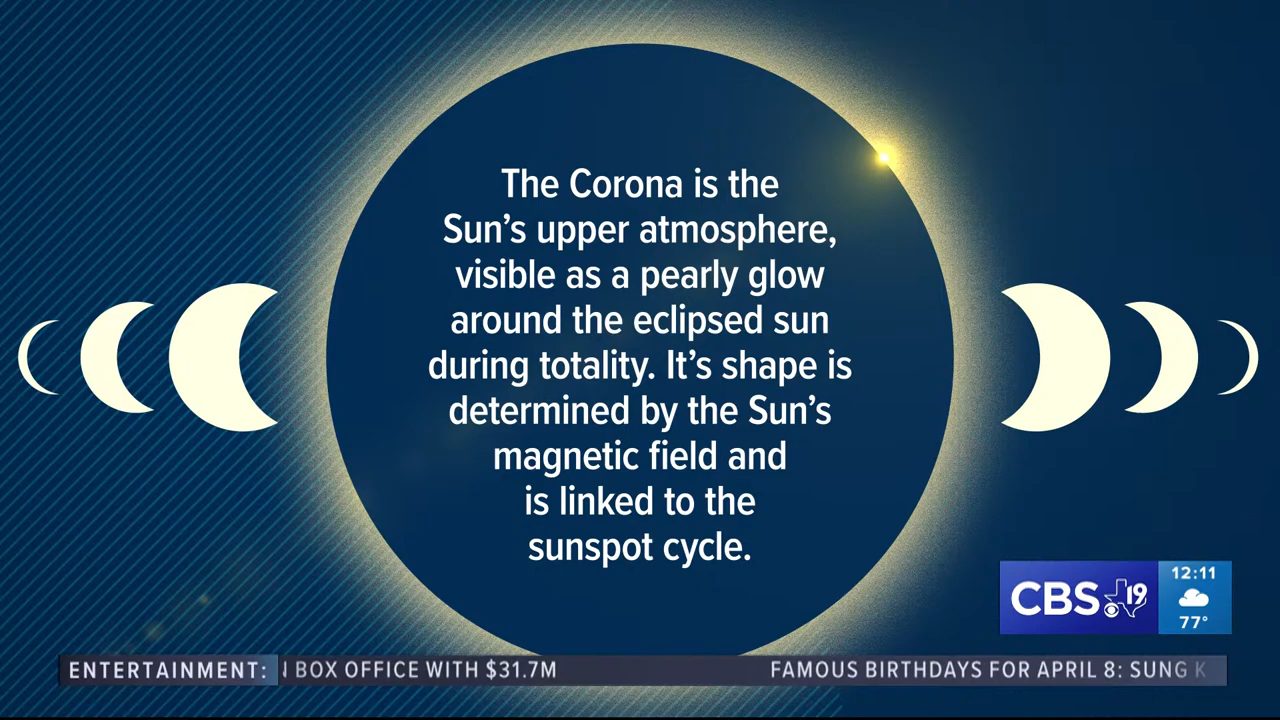 The Corona is the
Sun’s upper atmosphere,
visible as a pearly glow
around the eclipsed sun
during totality. It’s shape is
determined by the Sun’s
magnetic field and
is linked to the
sunspot cycle.
CBS 19
12:11
77°
ENTERTAINMENT: BOX OFFICE WITH $31.7M FAMOUS BIRTHDAYS FOR APRIL 8: SUNG K